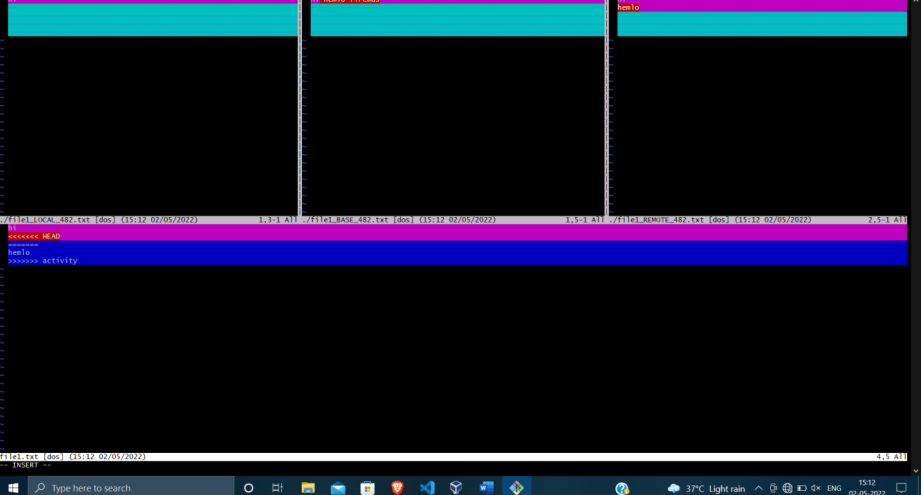 hemlo
./file1_LOCAL_482.txt [dos] (15:12 02/05/2022) 1,3-1 All
./file1_BASE_482.txt [dos] (15:12 02/05/2022) 1,5-1 All
./file1_REMOTE_482.txt [dos] (15:12 02/05/2022) 2,5-1 All
hi
<<<<<<< HEAD
=======
hemlo
>>>>>>> activity
file1.txt [dos] (15:12 02/05/2022) 4,5 All
-- INSERT --
Type here to search
37°C Light rain
ENG
15:12
02-05-2022